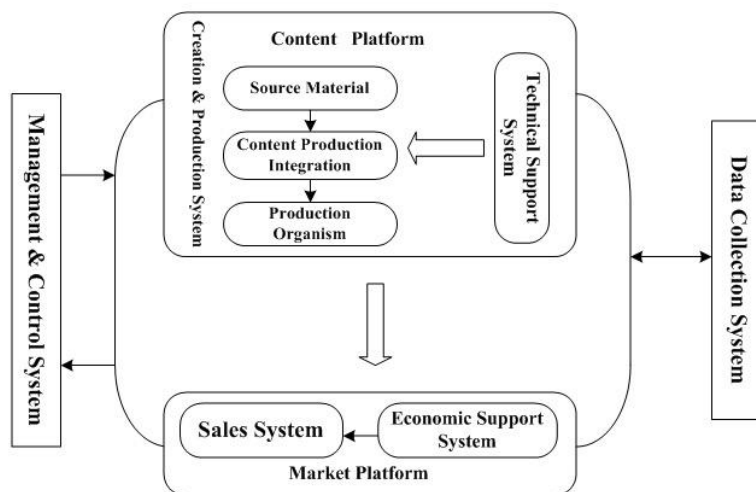 Content Platform
Creation & Production System
Source Material
Content Production
Integration
Production
Organism
Technical Support
System
Management & Control System
Data Collection System
Sales System
Economic Support
System
Market Platform